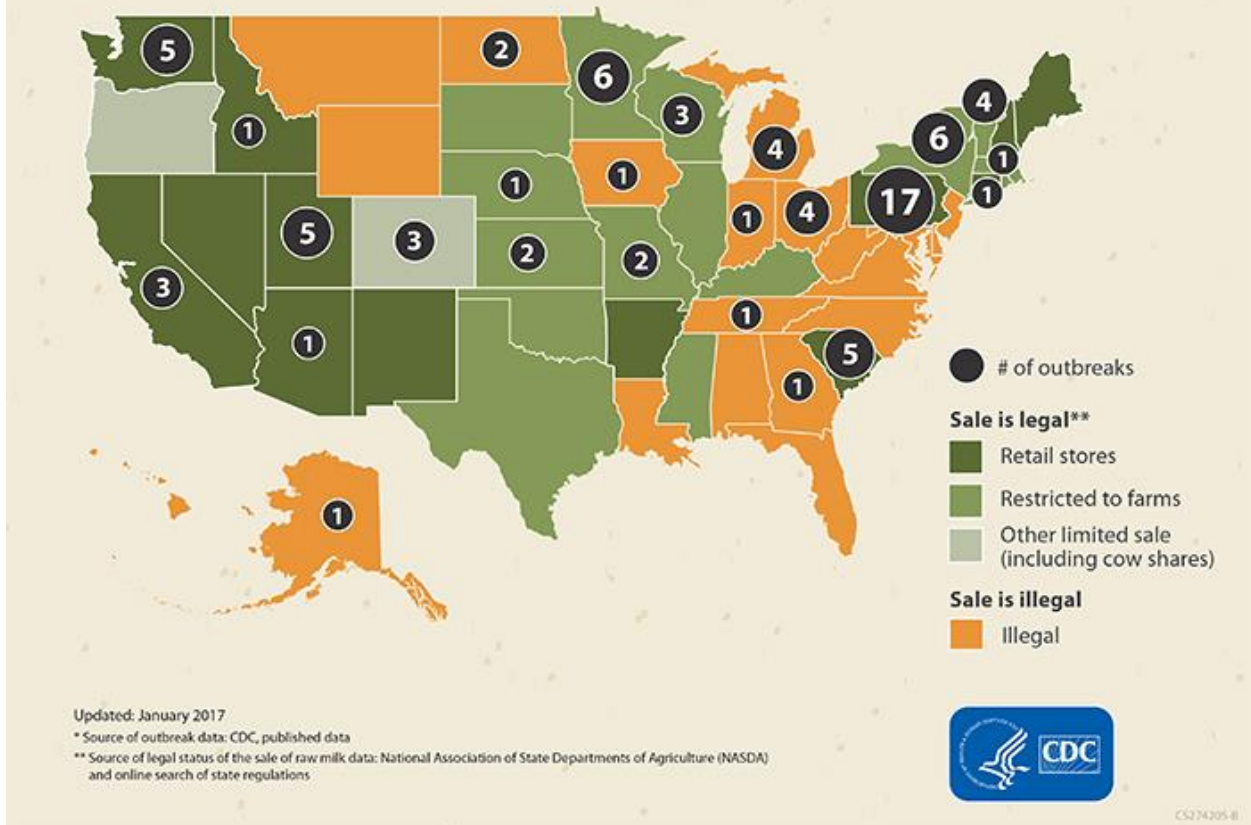 5
2
6
3
4
6
4
1
1
4
1
17
1
1
5
3
1
4
2
2
1
3
1
1
5
1
1
# of outbreaks
Sale is legal**
Retail stores
Restricted to farms
Other limited sale
(including cow shares)
Sale is illegal
Illegal
Updated: January 2017
* Source of outbreak data: CDC, published data
** Source of legal status of the sale of raw milk data: National Association of State Departments of Agriculture (NASDA)
and online search of state regulations
CDC
CS274205-B